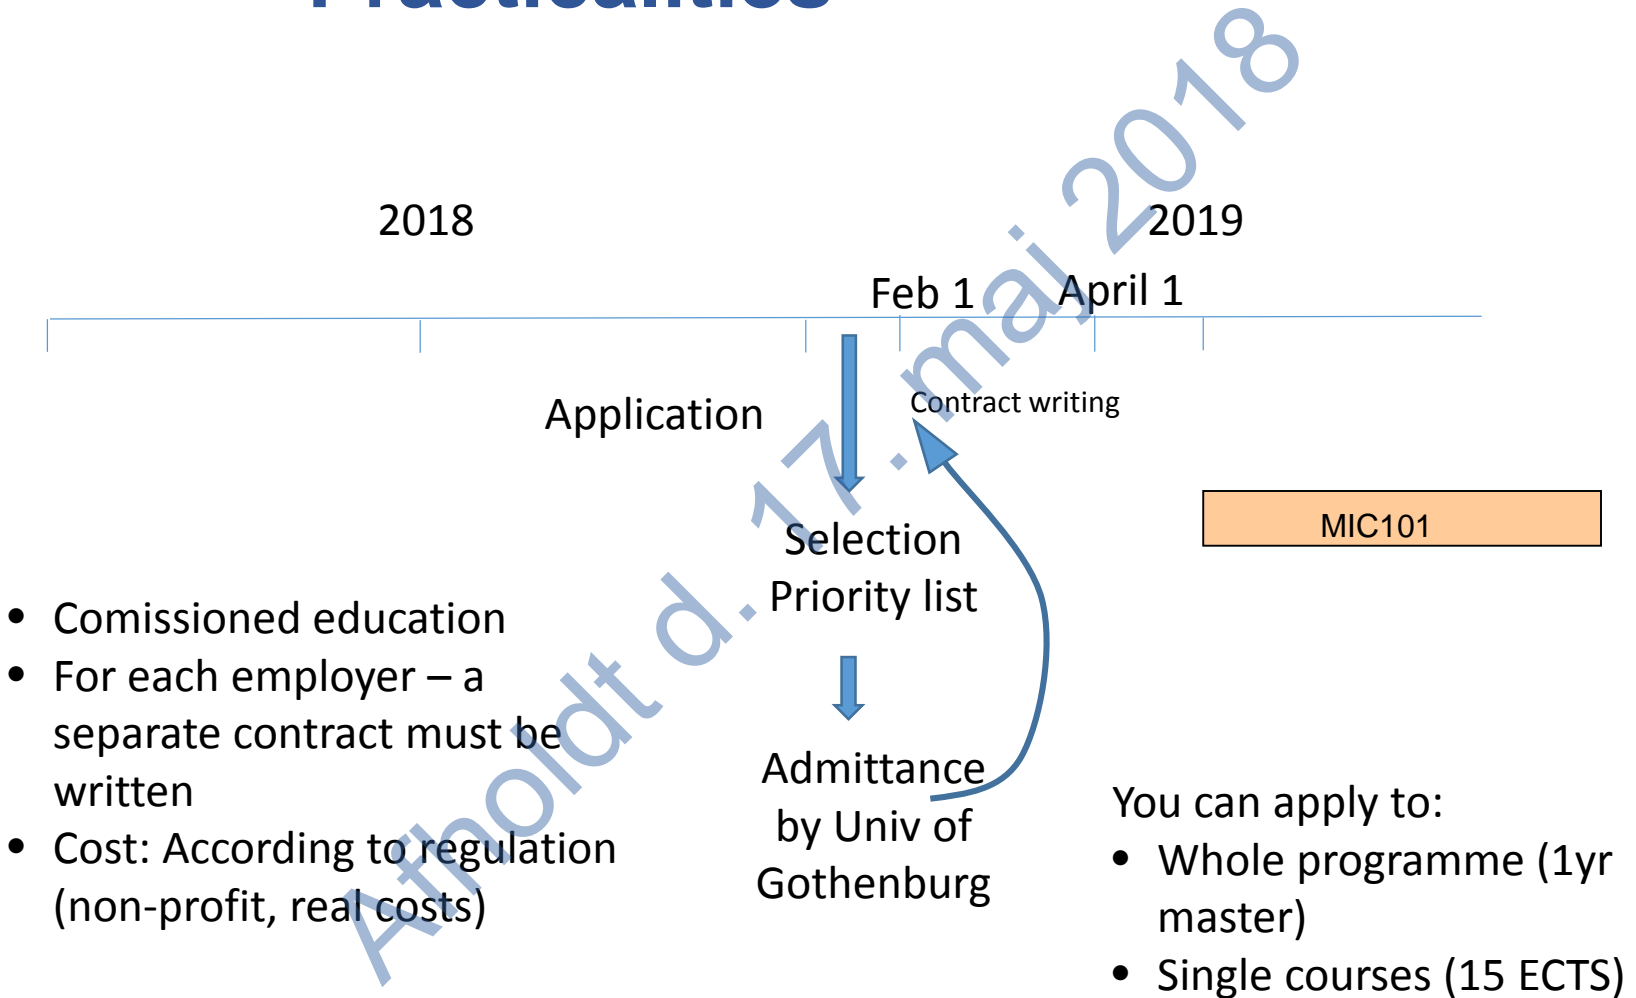 Practicalities
2018
2019
Feb 1
April 1
Application
Contract writing
MIC101
Selection
Priority list
• Comissioned education
• For each employer – a
separate contract must be
written
• Cost: According to regulation
(non-profit, real costs)
Admittance
by Univ of
Gothenburg
You can apply to:
• Whole programme (1yr
master)
• Single courses (15 ECTS)
Afholdt d. 17. maj 2018